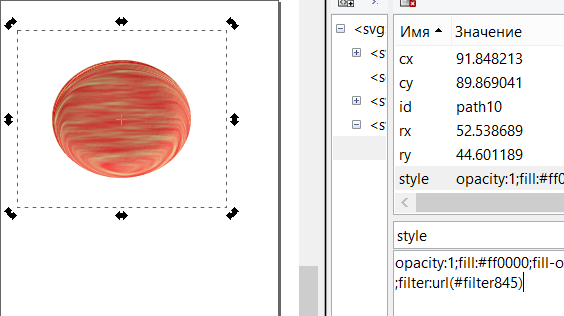 <svg:
Имя Значение
<s
cx 91.848213
cy 89.869041
<s
id path10
<s
rx 52.538689
<s
ry 44.601189
style opacity:1;fill:#ff0
style
opacity:1;fill:#ff0000;fill-o
;filter:url(#filter845)